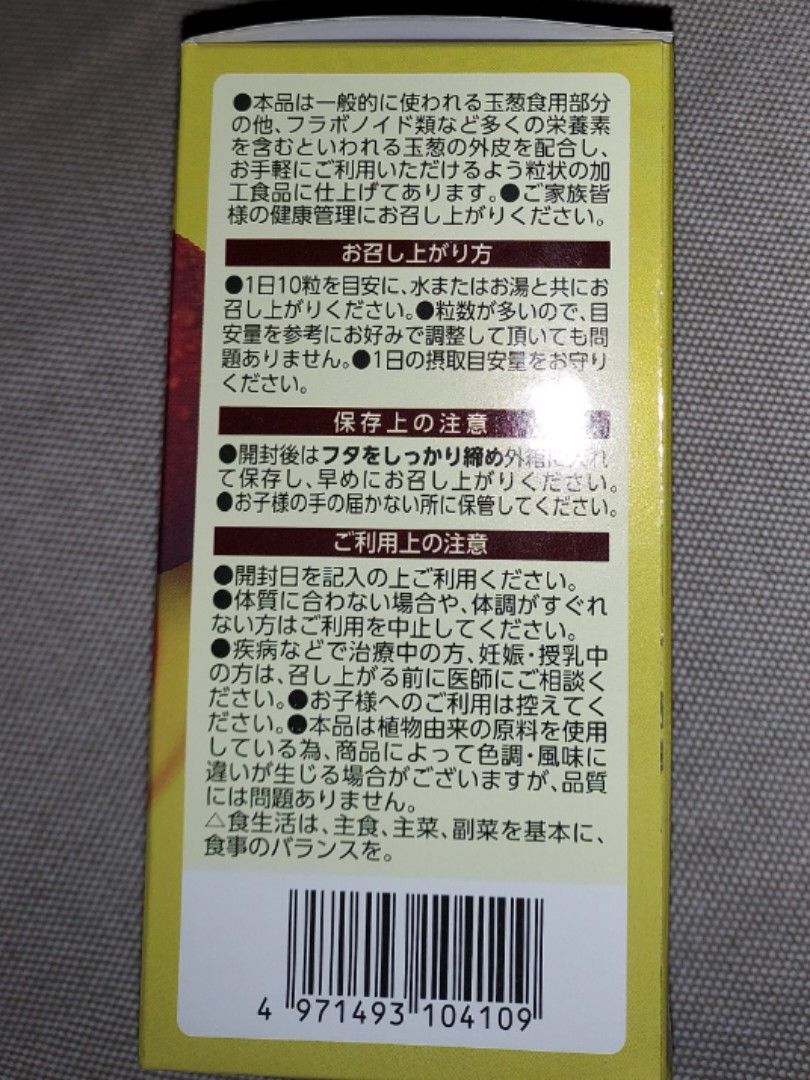 ●本品は一般的に使われる玉葱食用部分
の他、フラボノイド類など多くの栄養素
を含むといわれる玉葱の外皮を配合し、
お手軽にご利用いただけるよう粒状の加
工食品に仕上げてあります。●ご家族皆
様の健康管理にお召し上がりください。
お召し上がり方
●1日10粒を目安に、水またはお湯と共にお
召し上がりください。●粒数が多いので、目
安量を参考にお好みで調整して頂いても問
題ありません。●1日の摂取目安量をお守り
ください。
保存上の注意
●開封後はフタをしっかり締め外箱に入れ
て保存し、早めにお召し上がりください。
●お子様の手の届かない所に保管してください。
ご利用上の注意
●開封日を記入の上ご利用ください。
●体質に合わない場合や、体調がすぐれ
ない方はご利用を中止してください。
●疾病などで治療中の方、妊娠・授乳中
の方は、召し上がる前に医師にご相談く
ださい。●お子様へのご利用は控えてく
ださい。●本品は植物由来の原料を使用
している為、商品によって色調・風味に
違いが生じる場合がございますが、品質
には問題ありません。
△食生活は、主食、主菜、副菜を基本に、
食事のバランスを。
4 971493 104109